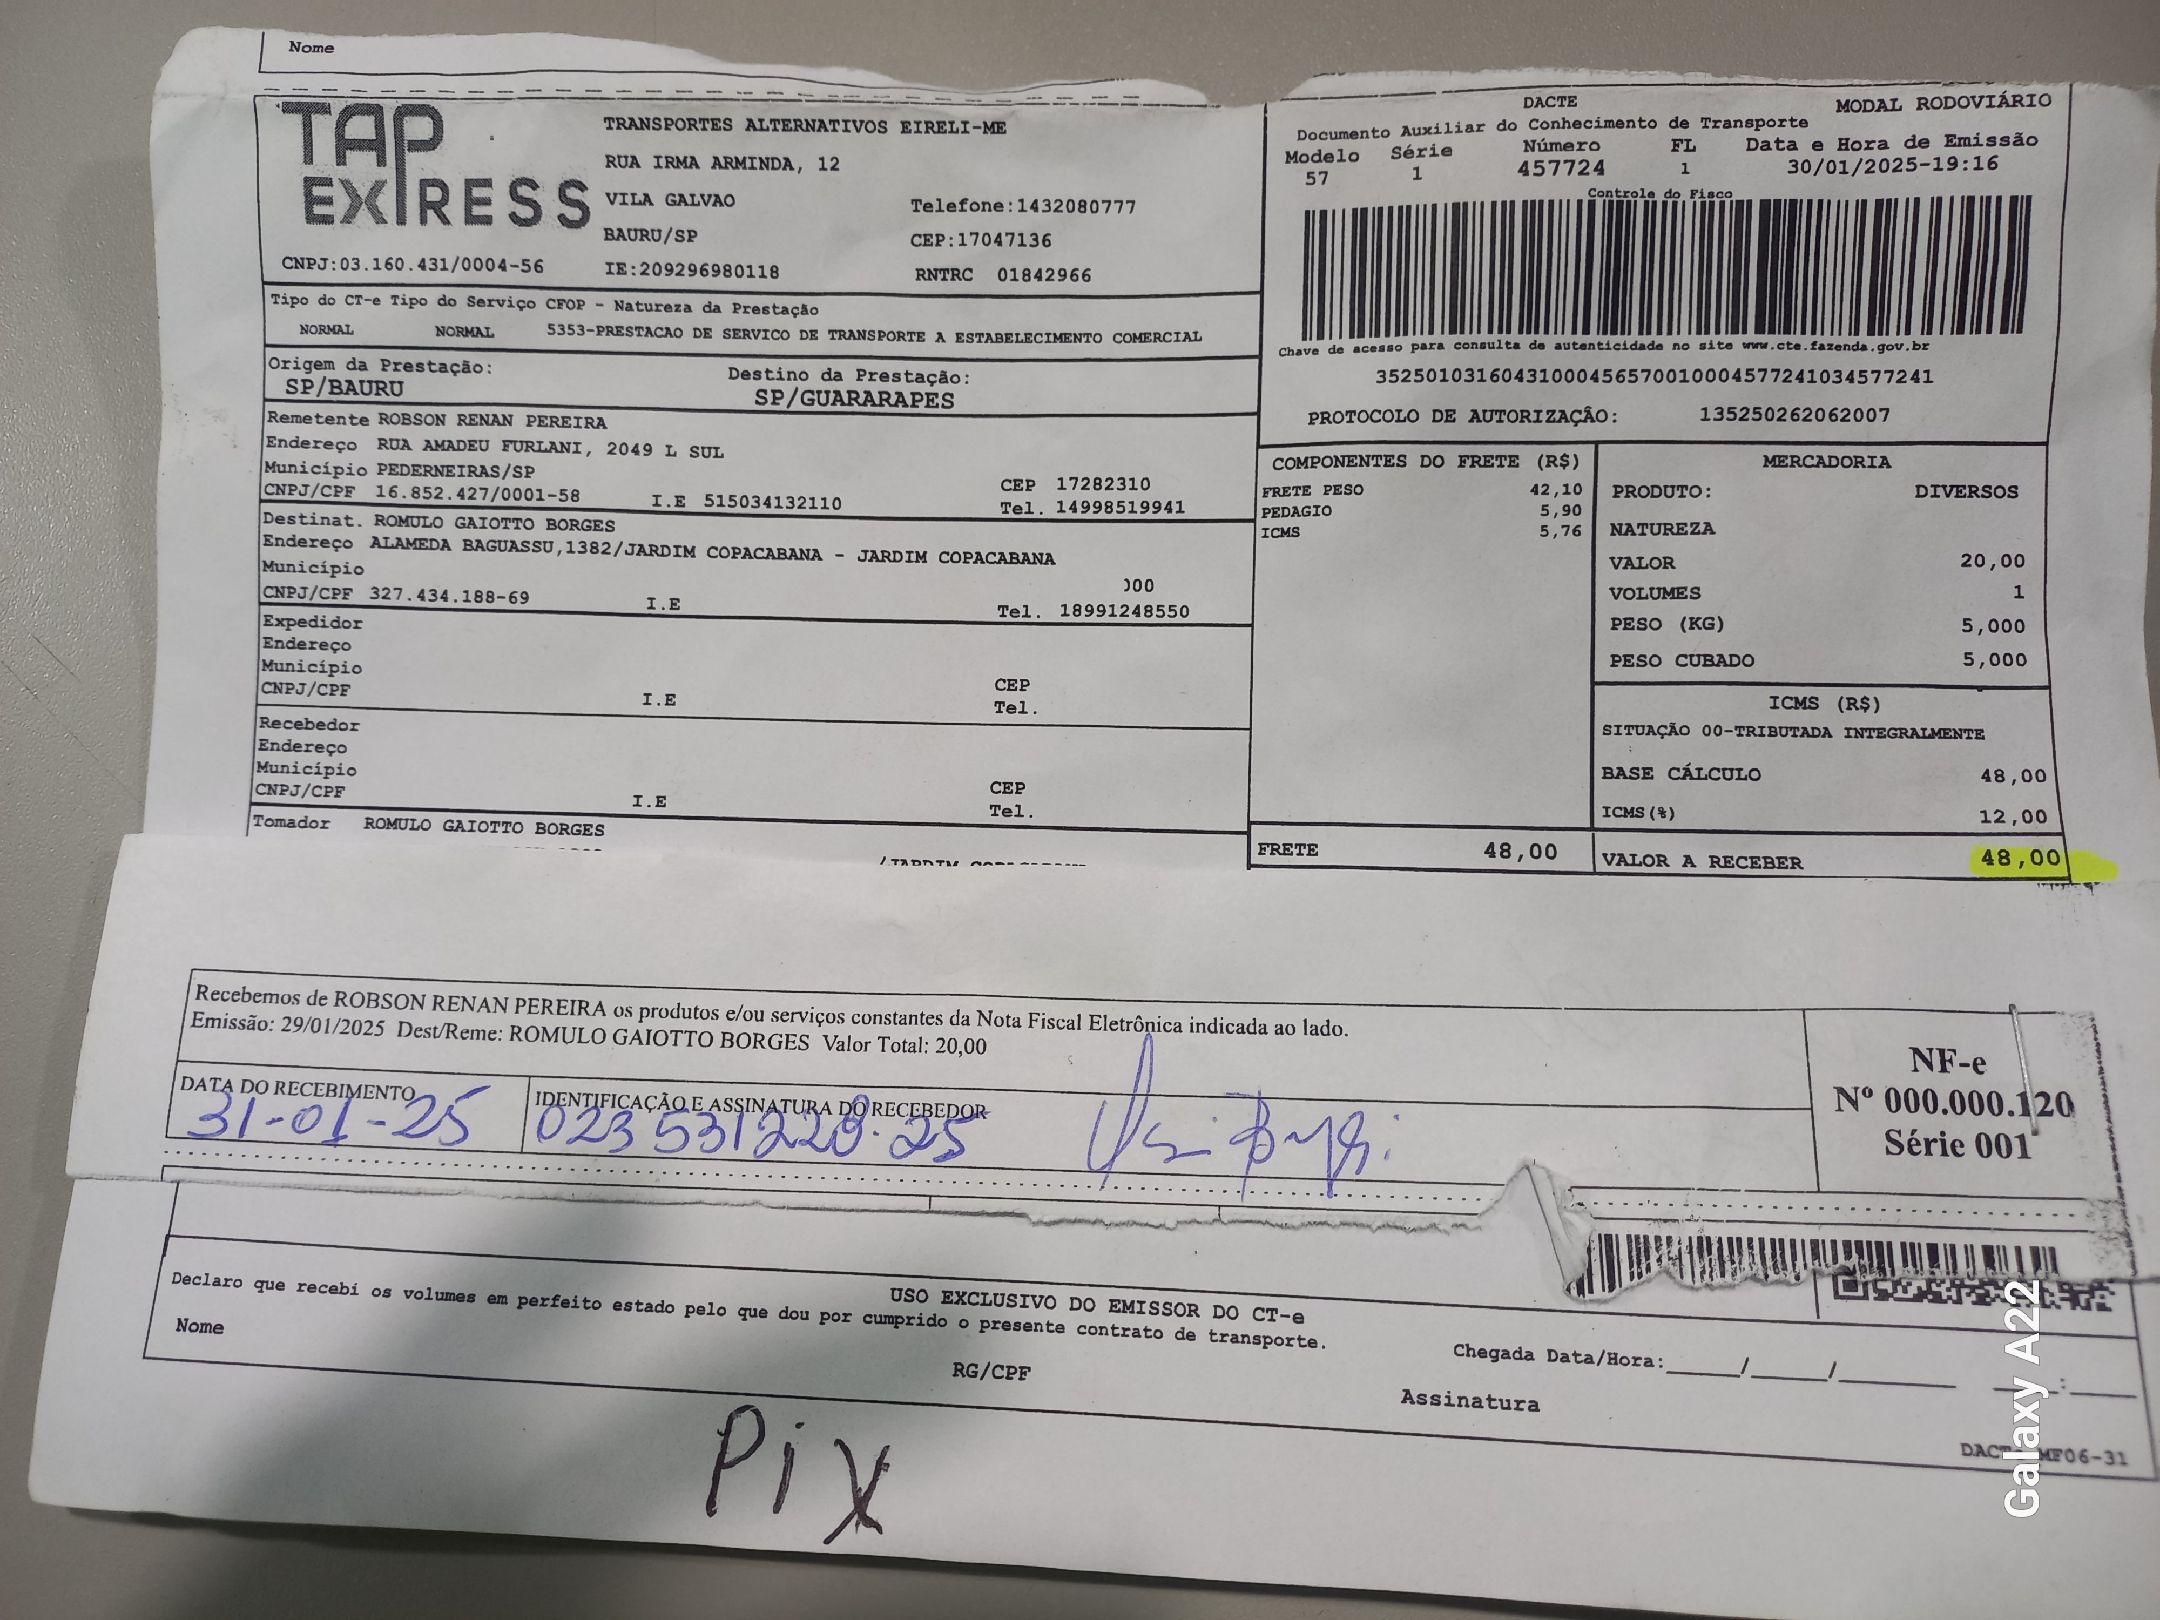 Nome
TAP EXPRESS
TRANSPORTES ALTERNATIVOS EIRELI-ME
RUA IRMA ARMINDA, 12
VILA GALVAO
Telefone:1432080777
BAURU/SP
CEP:17047136
CNPJ:03.160.431/0004-56
IE:209296980118
RNTRC 01842966
DACTE
MODAL RODOVIÁRIO
Documento Auxiliar do Conhecimento de Transporte
Modelo Série Número FL Data e Hora de Emissão
57 1 457724 1 30/01/2025-19:16
Controle do Fisco
Chave de acesso para consulta de autenticidade no site www.cte.fazenda.gov.br
35250103160431000456570010004577241034577241
PROTOCOLO DE AUTORIZAÇÂO: 135250262062007
Tipo do CT-e Tipo do Serviço CFOP - Natureza da Prestação
NORMAL NORMAL 5353-PRESTACAO DE SERVICO DE TRANSPORTE A ESTABELECIMENTO COMERCIAL
Origem da Prestação: Destino da Prestação:
SP/BAURU SP/GUARARAPES
Remetente ROBSON RENAN PEREIRA
Endereço RUA AMADEU FURLANI, 2049 L SUL
Município PEDERNEIRAS/SP CEP 17282310
CNPJ/CPF 16.852.427/0001-58 I.E 515034132110 Tel. 14998519941
Destinat. ROMULO GAIOTTO BORGES
Endereço ALAMEDA BAGUASSU,1382/JARDIM COPACABANA - JARDIM COPACABANA
Município
CNPJ/CPF 327.434.188-69 I.E Tel. 18991248550
Expedidor
Endereço
Município CEP
CNPJ/CPF I.E Tel.
Recebedor
Endereço
Município CEP
CNPJ/CPF I.E Tel.
Tomador ROMULO GAIOTTO BORGES
/JARDIM COPACABANA
COMPONENTES DO FRETE (R$)
FRETE PESO 42,10
PEDAGIO 5,90
ICMS 5,76
FRETE 48,00
MERCADORIA
PRODUTO: DIVERSOS
NATUREZA
VALOR 20,00
VOLUMES 1
PESO (KG) 5,000
PESO CUBADO 5,000
ICMS (R$)
SITUAÇÃO 00-TRIBUTADA INTEGRALMENTE
BASE CÁLCULO 48,00
ICMS(%) 12,00
VALOR A RECEBER 48,00
Recebemos de ROBSON RENAN PEREIRA os produtos e/ou serviços constantes da Nota Fiscal Eletrônica indicada ao lado.
Emissão: 29/01/2025 Dest/Reme: ROMULO GAIOTTO BORGES Valor Total: 20,00
DATA DO RECEBIMENTO IDENTIFICAÇÃO E ASSINATURA DO RECEBEDOR
31-01-25 023531228.25
NF-e
Nº 000.000.120
Série 001
USO EXCLUSIVO DO EMISSOR DO CT-e
Declaro que recebi os volumes em perfeito estado pelo que dou por cumprido o presente contrato de transporte.
Nome
RG/CPF
Chegada Data/Hora:_____/_____/_______ ____:____
Assinatura
MF06-31
Pix
Galaxy A22